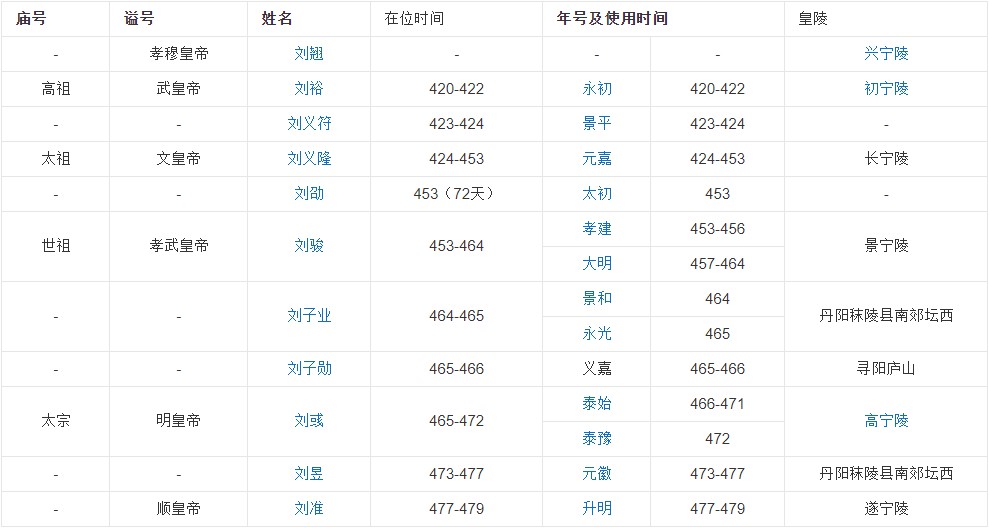 庙号 谥号 姓名 在位时间 年号及使用时间 皇陵
- 孝穆皇帝 刘翘 - - - 兴宁陵
高祖 武皇帝 刘裕 420-422 永初 420-422 初宁陵
- - 刘义符 423-424 景平 423-424 -
太祖 文皇帝 刘义隆 424-453 元嘉 424-453 长宁陵
- - 刘劭 453（72天） 太初 453 -
世祖 孝武皇帝 刘骏 453-464 孝建 453-456 景宁陵
大明 457-464
- - 刘子业 464-465 景和 464 丹阳秣陵县南郊坛西
永光 465
- - 刘子勋 465-466 义嘉 465-466 寻阳庐山
太宗 明皇帝 刘彧 465-472 泰始 466-471 高宁陵
泰豫 472
- - 刘昱 473-477 元徽 473-477 丹阳秣陵县南郊坛西
- 顺皇帝 刘准 477-479 升明 477-479 遂宁陵